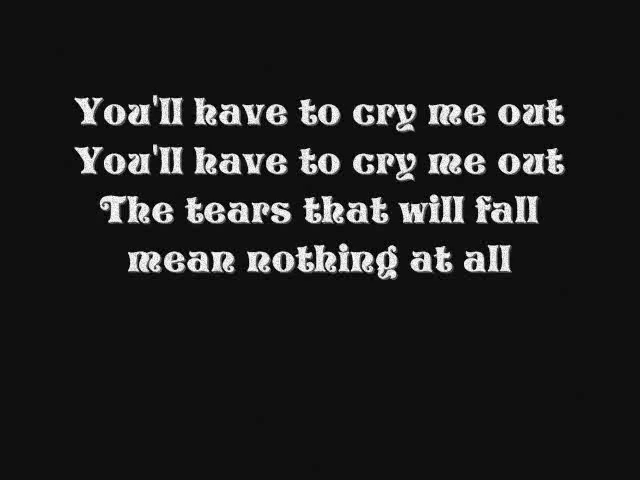 You'll have to cry me out
You'll have to cry me out
The tears that will fall
mean nothing at all